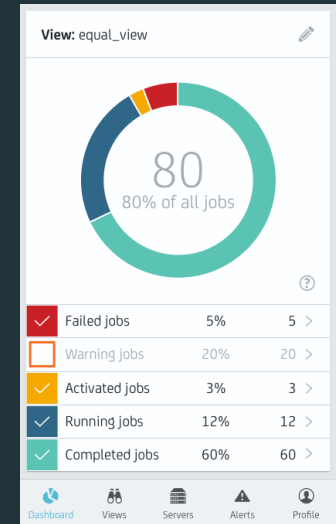 View: equal_view
80
80% of all jobs
?
Failed jobs 5% 5 >
Warning jobs 20% 20 >
Activated jobs 3% 3 >
Running jobs 12% 12 >
Completed jobs 60% 60 >
Dashboard Views Servers Alerts Profile